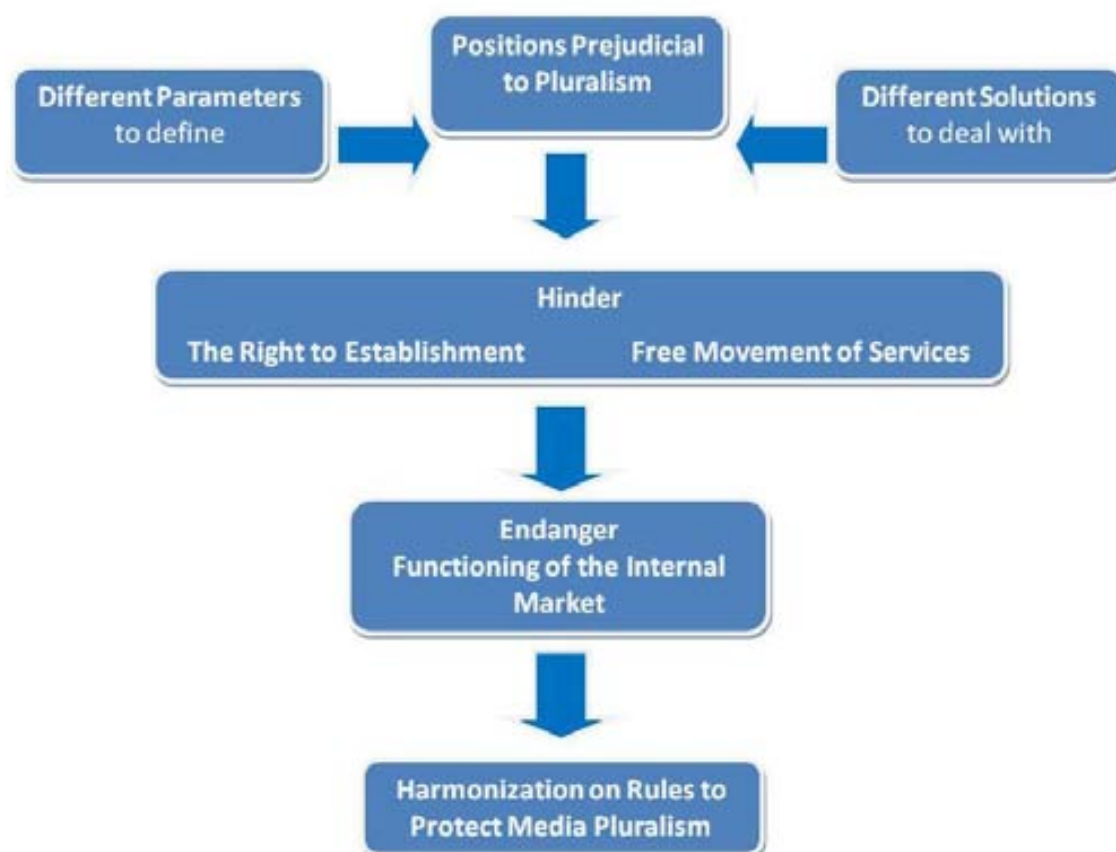 Positions Prejudicial
to Pluralism
Different Parameters
to define
Different Solutions
to deal with
Hinder
The Right to Establishment
Free Movement of Services
Endanger
Functioning of the Internal
Market
Harmonization on Rules to
Protect Media Pluralism